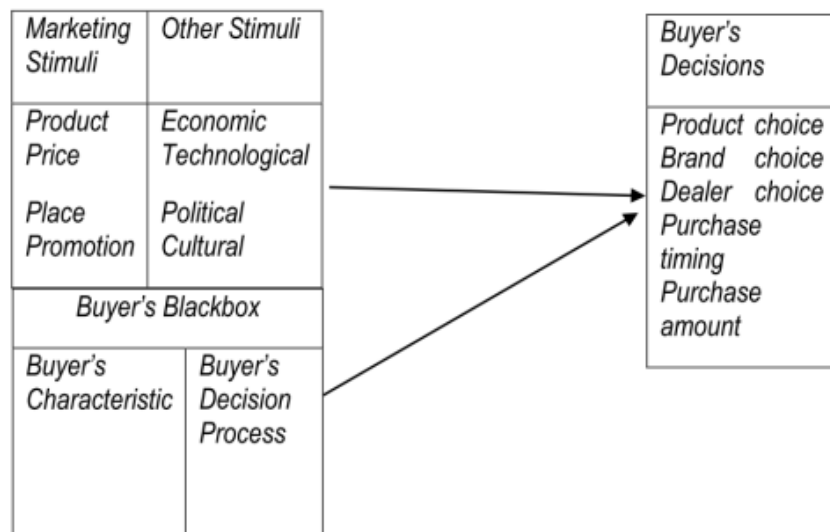 Marketing
Stimuli
Other Stimuli
Product
Price
Place
Promotion
Economic
Technological
Political
Cultural
Buyer's Blackbox
Buyer's
Characteristic
Buyer's
Decision
Process
Buyer's
Decisions
Product choice
Brand choice
Dealer choice
Purchase
timing
Purchase
amount